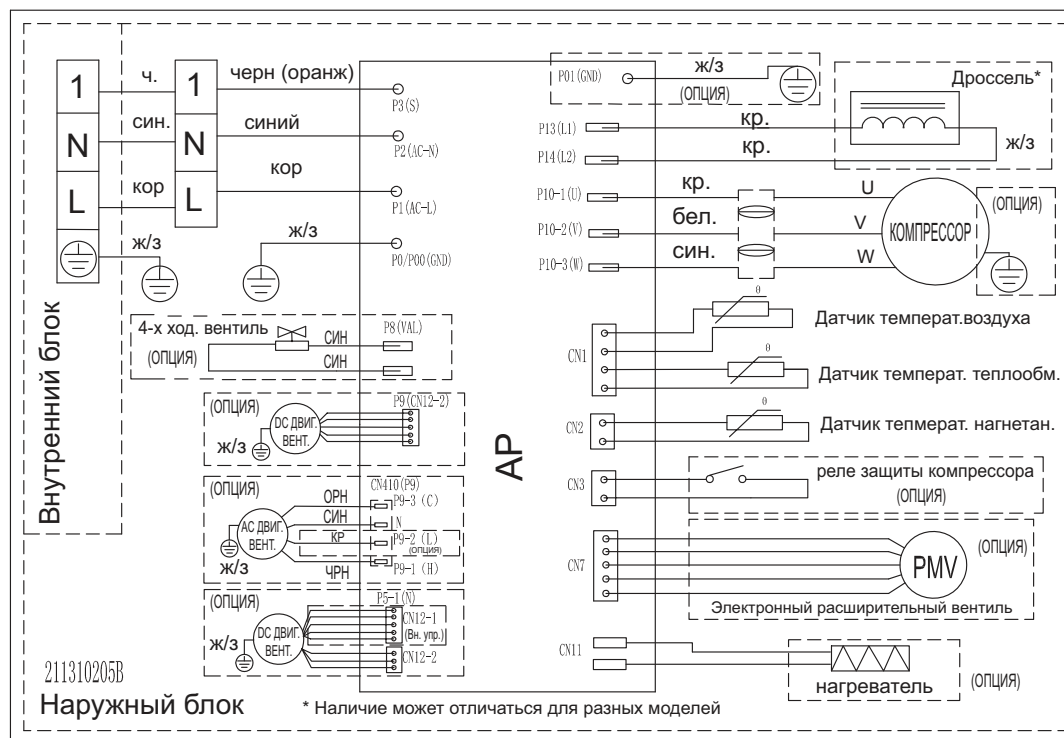 Внутренний блок
1
N
L
ч.
син.
кор
ж/з
1
N
L
черн (оранж)
синий
кор
ж/з
P3(S)
P2(AC-N)
P1(AC-L)
P0/P00(GND)
4-х ход. вентиль
(ОПЦИЯ)
СИН
СИН
P8(VAL)
(ОПЦИЯ)
P9(CN12-2)
DC ДВИГ.
ВЕНТ.
ж/з
(ОПЦИЯ)
CN410(P9)
ОРН
P9-3 (C)
СИН
N
КР
P9-2 (L)
(ОПЦИЯ)
ЧРН
P9-1 (H)
AC ДВИГ.
ВЕНТ.
ж/з
(ОПЦИЯ)
P5-1(N)
CN12-1
(Вн. упр.)
CN12-2
DC ДВИГ.
ВЕНТ.
ж/з
AP
P01(GND)
ж/з
(ОПЦИЯ)
Дроссель*
P13(L1)
кр.
P14(L2)
кр.
ж/з
P10-1(U)
кр.
U
P10-2(V)
бел.
V
P10-3(W)
син.
W
КОМПРЕССОР
(ОПЦИЯ)
CN1
θ
Датчик температ.воздуха
θ
Датчик температ. теплообм.
CN2
θ
Датчик тепмерат. нагнетан.
CN3
реле защиты компрессора
(ОПЦИЯ)
CN7
PMV
(ОПЦИЯ)
Электронный расширительный вентиль
CN11
нагреватель
(ОПЦИЯ)
211310205B
Наружный блок
* Наличие может отличаться для разных моделей